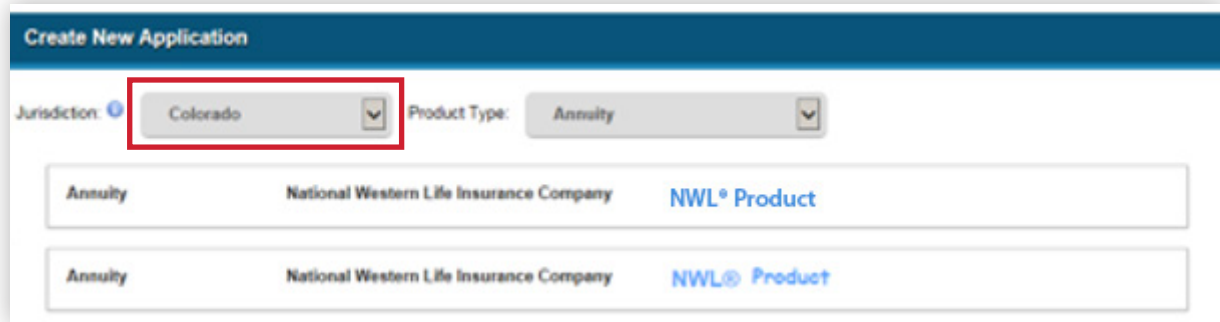 Create New Application
Jurisdiction: Colorado Product Type: Annuity
Annuity National Western Life Insurance Company NWL® Product
Annuity National Western Life Insurance Company NWL® Product